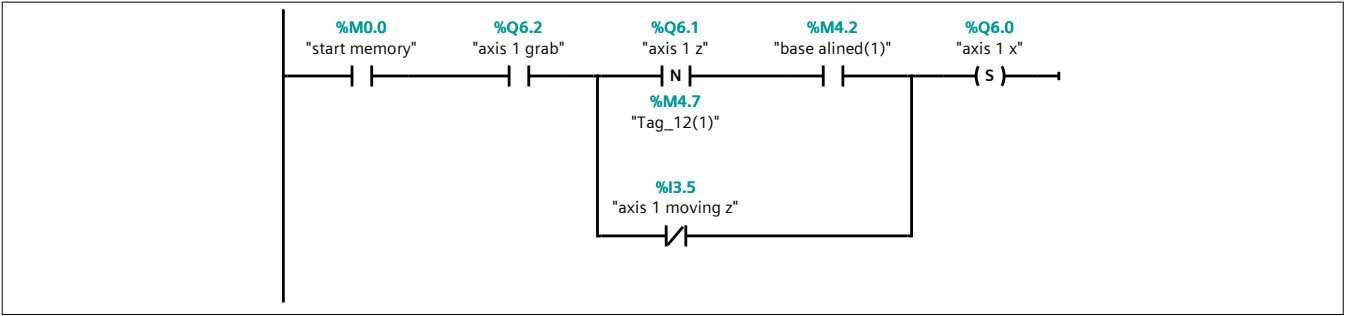 %M0.0 %Q6.2 %Q6.1 %M4.2 %Q6.0
"start memory" "axis 1 grab" "axis 1 z" "base alined(1)" "axis 1 x"
N S
%M4.7
"Tag_12(1)"
%I3.5
"axis 1 moving z"